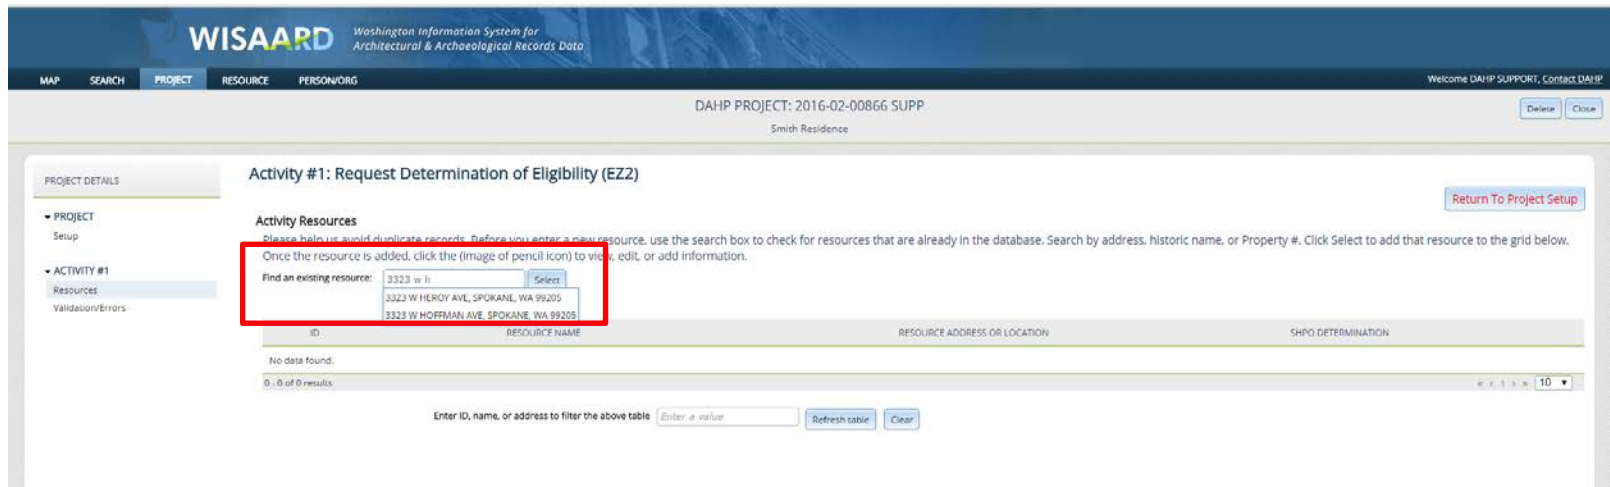 WISAARD
Washington Information System for
Architectural & Archaeological Records Data
MAP SEARCH PROJECT RESOURCE PERSON/ORG
Welcome DAHP SUPPORT, Contact DAHP
DAHP PROJECT: 2016-02-00866 SUPP
Smith Residence
Delete Close
PROJECT DETAILS
PROJECT
Setup
ACTIVITY #1
Resources
Validation/Errors
Activity #1: Request Determination of Eligibility (EZ2)
Return To Project Setup
Activity Resources
Please help us avoid duplicate records. Before you enter a new resource, use the search box to check for resources that are already in the database. Search by address, historic name, or Property #. Click Select to add that resource to the grid below.
Once the resource is added, click the (image of pencil icon) to view, edit, or add information.
Find an existing resource: 3323 w h Select
3323 W HEROY AVE, SPOKANE, WA 99205
3323 W HOFFMAN AVE, SPOKANE, WA 99205
ID RESOURCE NAME RESOURCE ADDRESS OR LOCATION SHPO DETERMINATION
No data found.
0 - 0 of 0 results « ‹ 1 › » 10
Enter ID, name, or address to filter the above table Enter a value Refresh table Clear